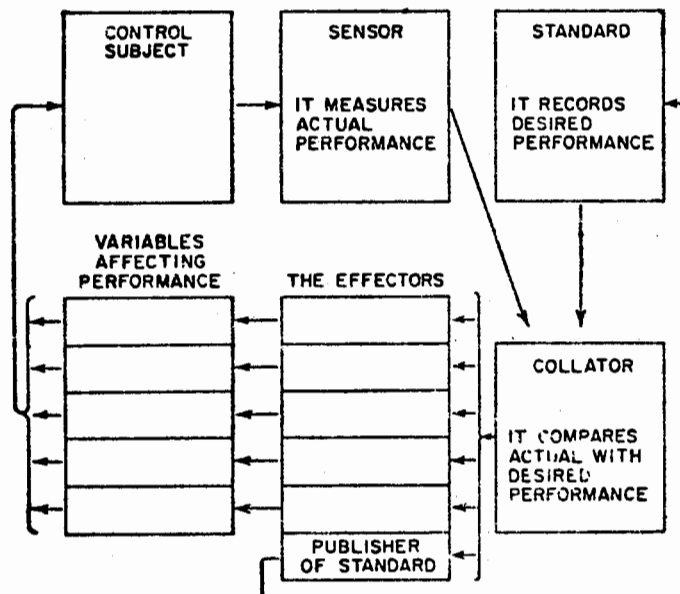 CONTROL
SUBJECT
SENSOR
IT MEASURES
ACTUAL
PERFORMANCE
STANDARD
IT RECORDS
DESIRED
PERFORMANCE
VARIABLES
AFFECTING
PERFORMANCE
THE EFFECTORS
PUBLISHER
OF STANDARD
COLLATOR
IT COMPARES
ACTUAL WITH
DESIRED
PERFORMANCE